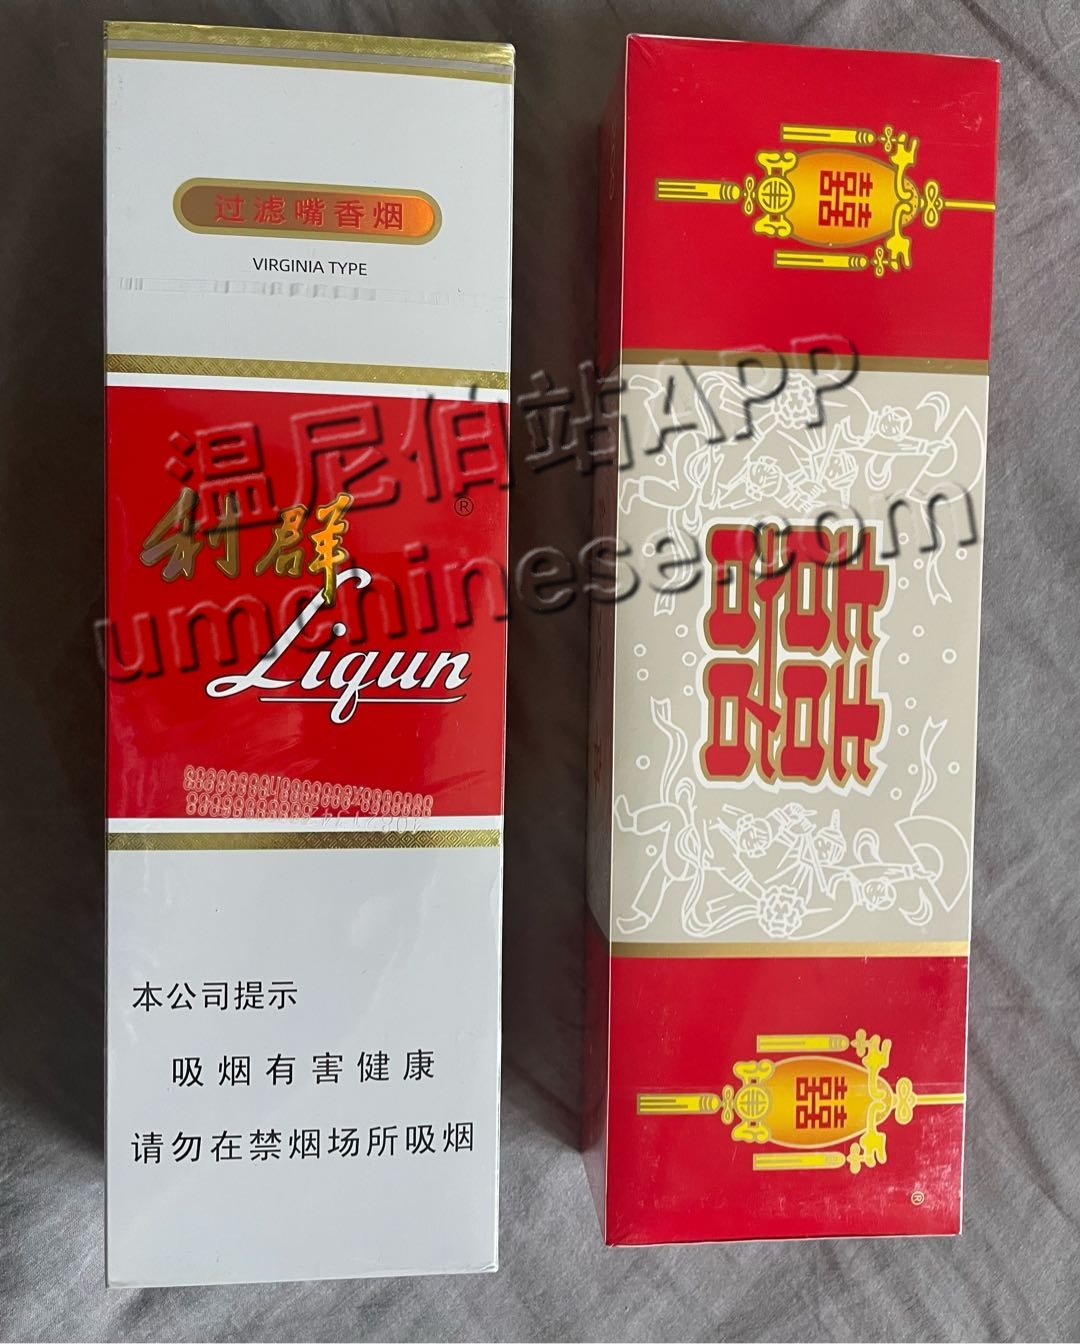 过滤嘴香烟
VIRGINIA TYPE
利群
®
Liqun
本公司提示
吸烟有害健康
请勿在禁烟场所吸烟
囍
囍
囍
®
温尼伯站APP
umchinese.com